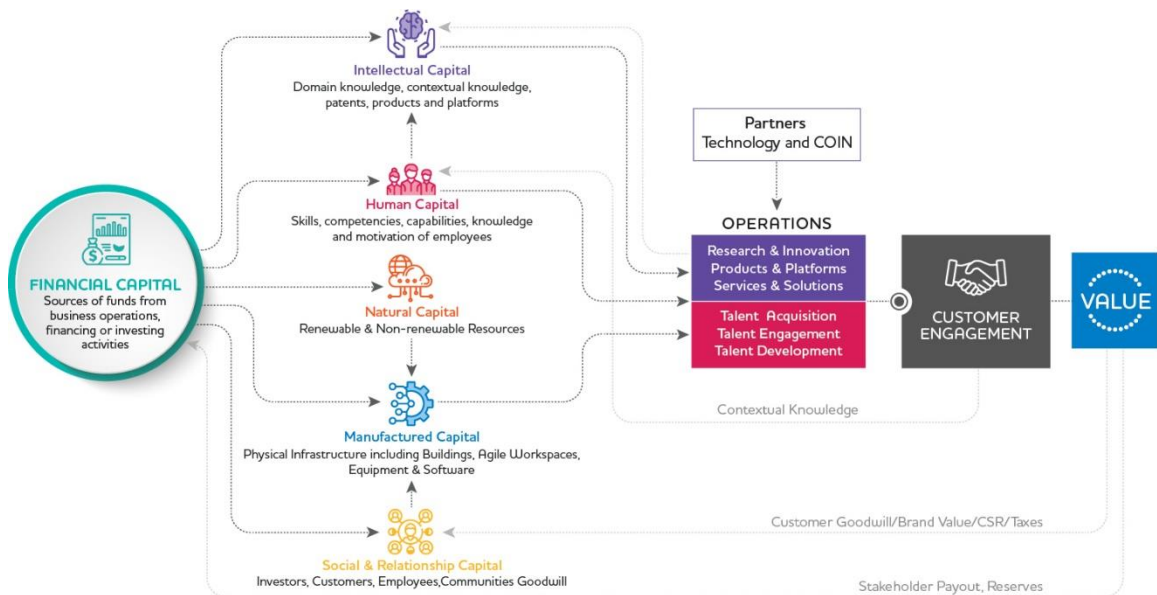 Intellectual Capital
Domain knowledge, contextual knowledge,
patents, products and platforms
Partners
Technology and COIN
Human Capital
Skills, competencies, capabilities, knowledge
and motivation of employees
$
FINANCIAL CAPITAL
Sources of funds from
business operations,
financing or investing
activities
Natural Capital
Renewable & Non-renewable Resources
OPERATIONS
Research & Innovation
Products & Platforms
Services & Solutions
Talent Acquisition
Talent Engagement
Talent Development
CUSTOMER
ENGAGEMENT
VALUE
Contextual Knowledge
Manufactured Capital
Physical Infrastructure including Buildings, Agile Workspaces,
Equipment & Software
Customer Goodwill/Brand Value/CSR/Taxes
Social & Relationship Capital
Investors, Customers, Employees,Communities Goodwill
Stakeholder Payout, Reserves